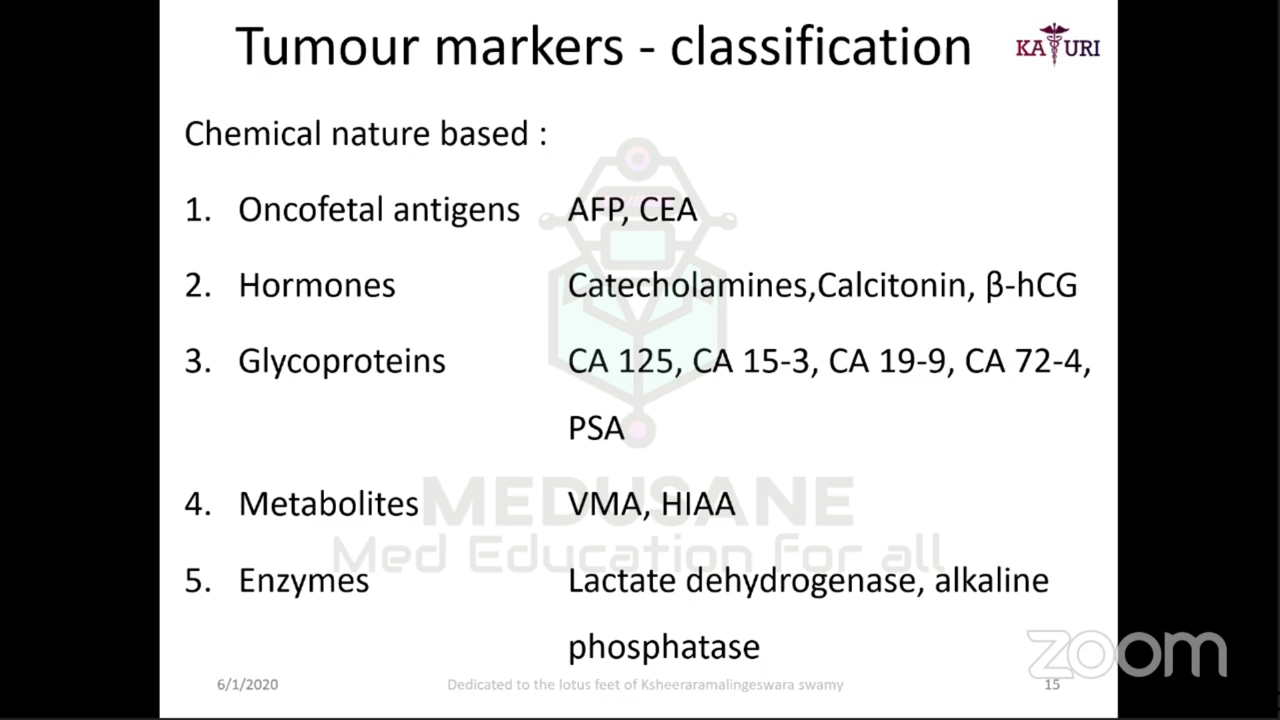 Tumour markers - classification
KATURI
Chemical nature based :
1. Oncofetal antigens AFP, CEA
2. Hormones Catecholamines,Calcitonin, β-hCG
3. Glycoproteins CA 125, CA 15-3, CA 19-9, CA 72-4,
PSA
4. Metabolites VMA, HIAA
MEDUSANE
Med Education for all
5. Enzymes Lactate dehydrogenase, alkaline
phosphatase
zoom
6/1/2020 Dedicated to the lotus feet of Ksheeraramalingeswara swamy 15